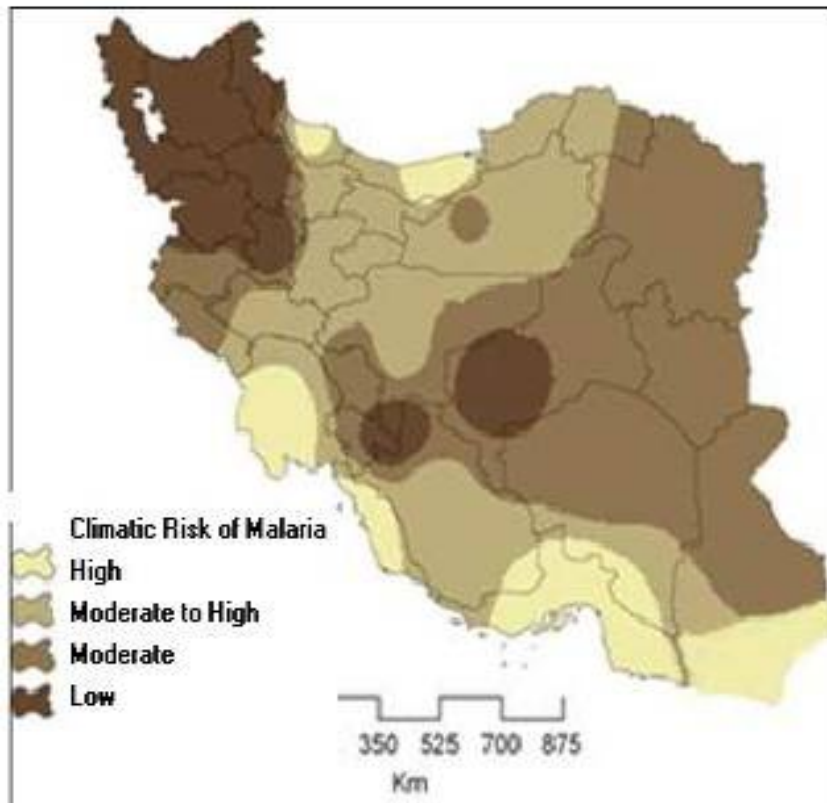 Climatic Risk of Malaria
High
Moderate to High
Moderate
Low
350 525 700 875
Km